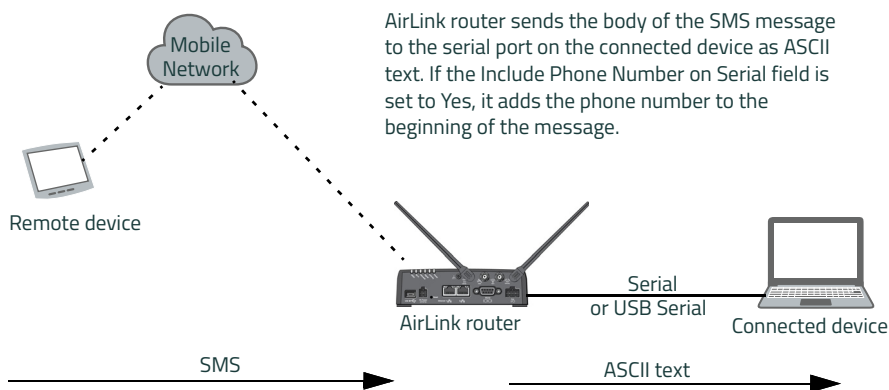 AirLink router sends the body of the SMS message
to the serial port on the connected device as ASCII
text. If the Include Phone Number on Serial field is
set to Yes, it adds the phone number to the
beginning of the message.
Mobile
Network
Remote device
Serial
or USB Serial
AirLink router
Connected device
SMS
ASCII text